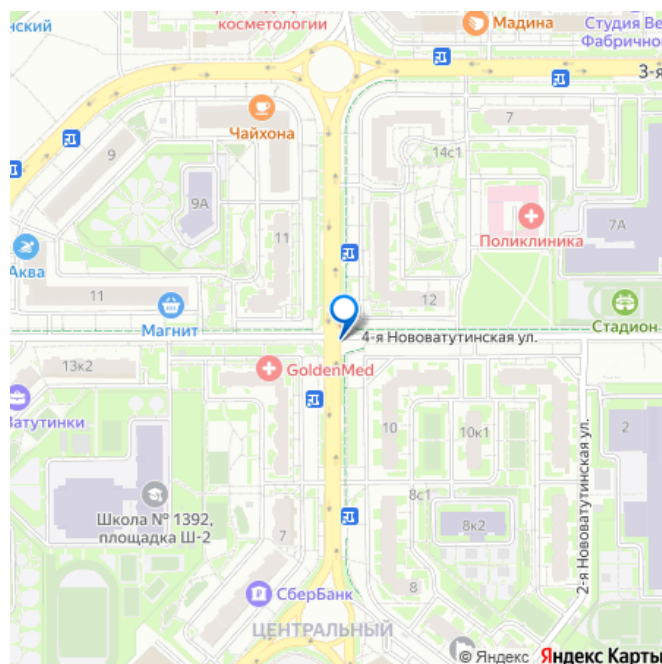 нский
косметологии
Мадина
Студия Ве
Фабрично
3-я
Чайхона
9
9А
14с1
7
7А
Поликлиника
11
Аква
11
Магнит
12
Стадион
4-я Нововатутинская ул.
13к2
GoldenMed
Ватутинки
10
10к1
2
2-я Нововатутинская ул.
8с1
8к2
Школа № 1392,
площадка Ш-2
7
8
СберБанк
ЦЕНТРАЛЬНЫЙ
© Яндекс Яндекс Карты